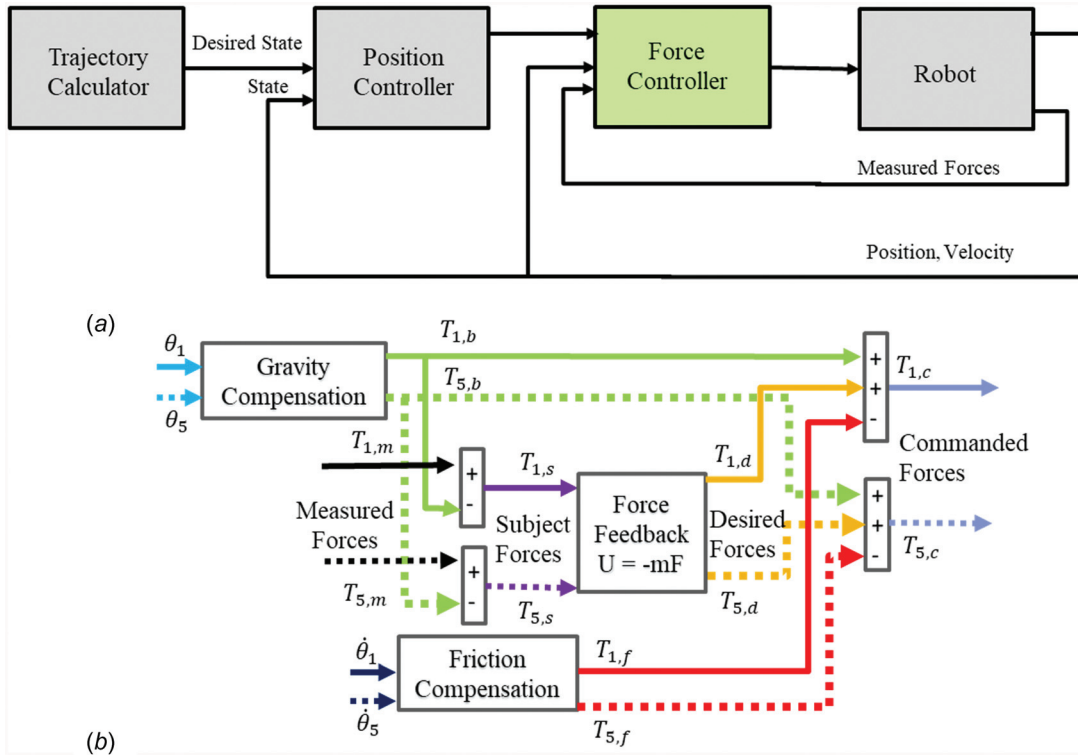 Trajectory
Calculator
Desired State
State
Position
Controller
Force
Controller
Robot
Measured Forces
Position, Velocity
(a)
θ1
θ5
Gravity
Compensation
T1,b
T5,b
T1,m
Measured
Forces
T5,m
+
-
+
-
T1,s
Subject
Forces
T5,s
Force
Feedback
U = -mF
T1,d
Desired
Forces
T5,d
+
+
-
T1,c
Commanded
Forces
+
+
-
T5,c
θ̇1
θ̇5
Friction
Compensation
T1,f
T5,f
(b)